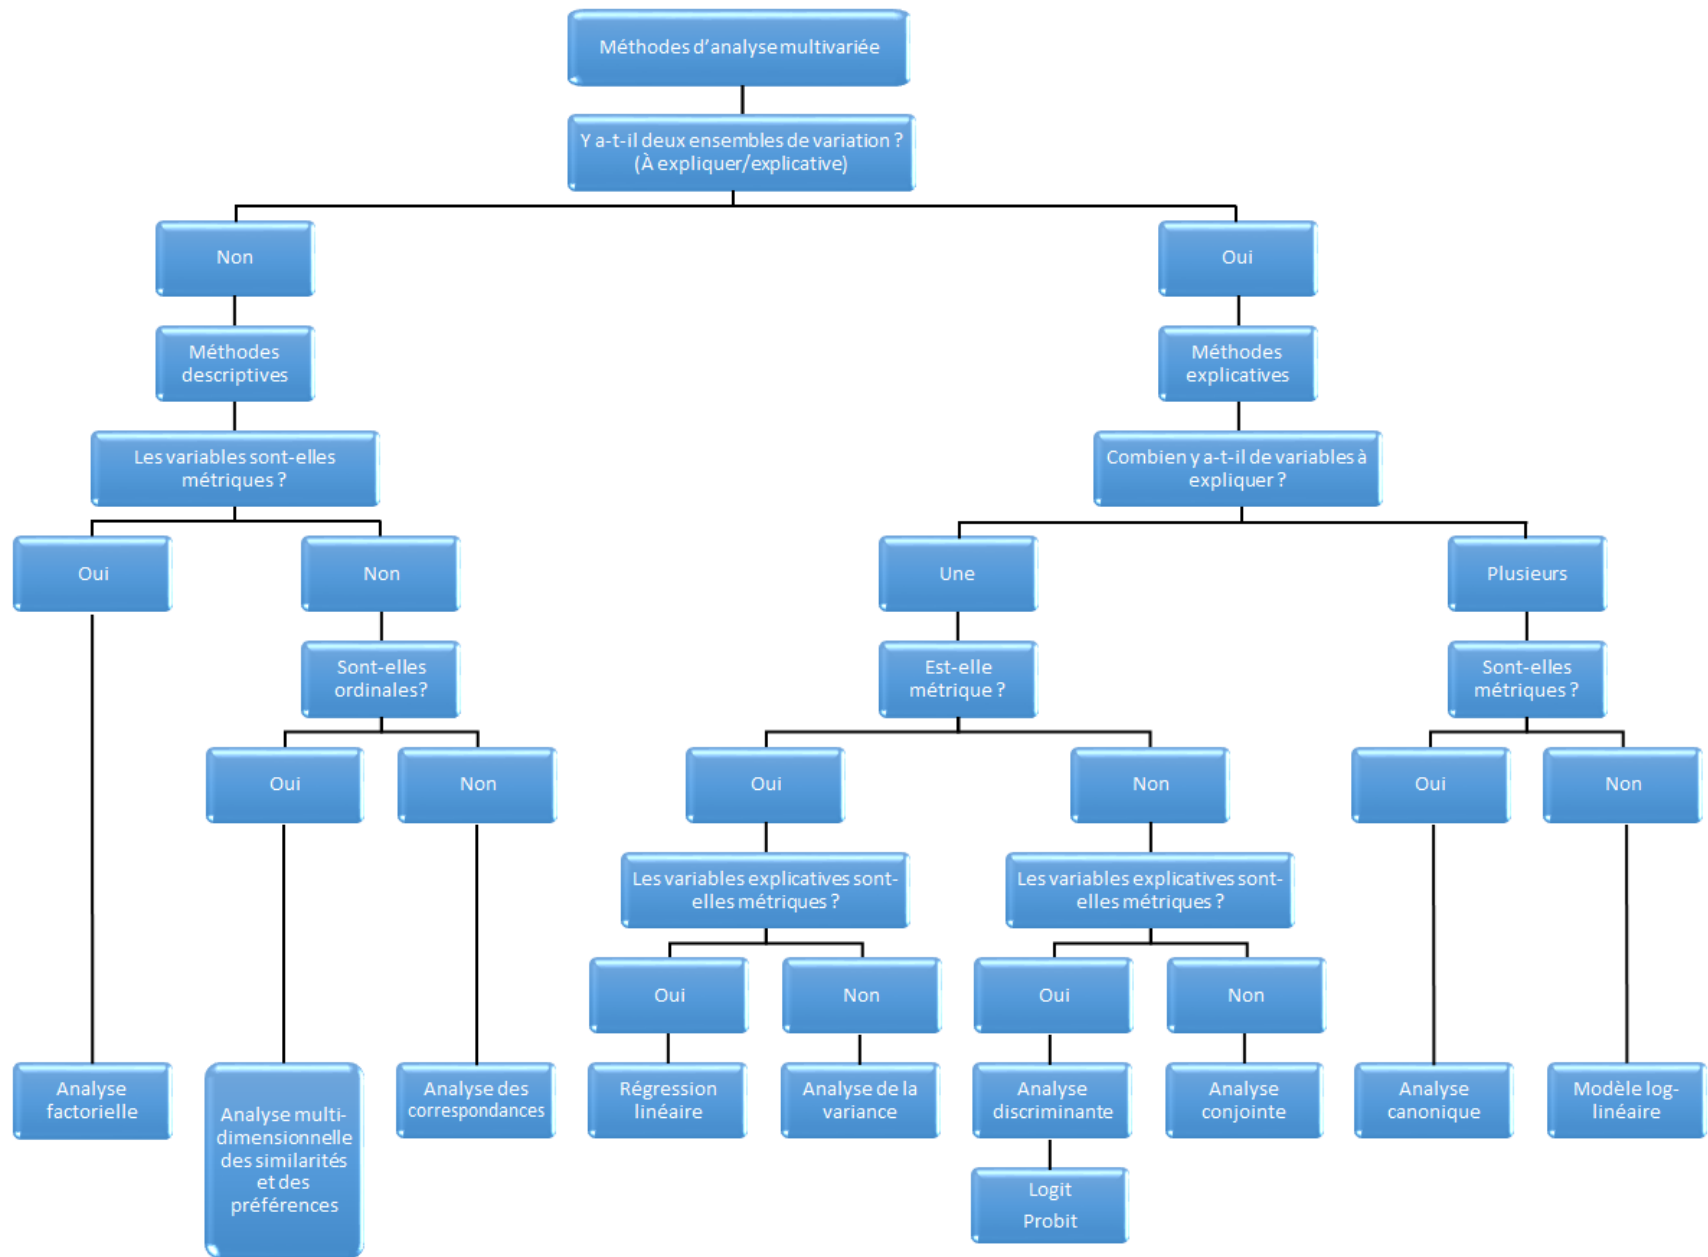 Méthodes d'analyse multivariée
Y a-t-il deux ensembles de variation ?
(À expliquer/explicative)
Non
Oui
Méthodes
descriptives
Méthodes
explicatives
Les variables sont-elles
métriques ?
Combien y a-t-il de variables à
expliquer ?
Oui
Non
Une
Plusieurs
Sont-elles
ordinales?
Est-elle
métrique ?
Sont-elles
métriques ?
Oui
Non
Oui
Non
Oui
Non
Les variables explicatives sont-
elles métriques ?
Les variables explicatives sont-
elles métriques ?
Oui
Non
Oui
Non
Analyse
factorielle
Analyse multi-
dimensionnelle
des similarités
et des
préférences
Analyse des
correspondances
Régression
linéaire
Analyse de la
variance
Analyse
discriminante
Analyse
conjointe
Analyse
canonique
Modèle log-
linéaire
Logit
Probit